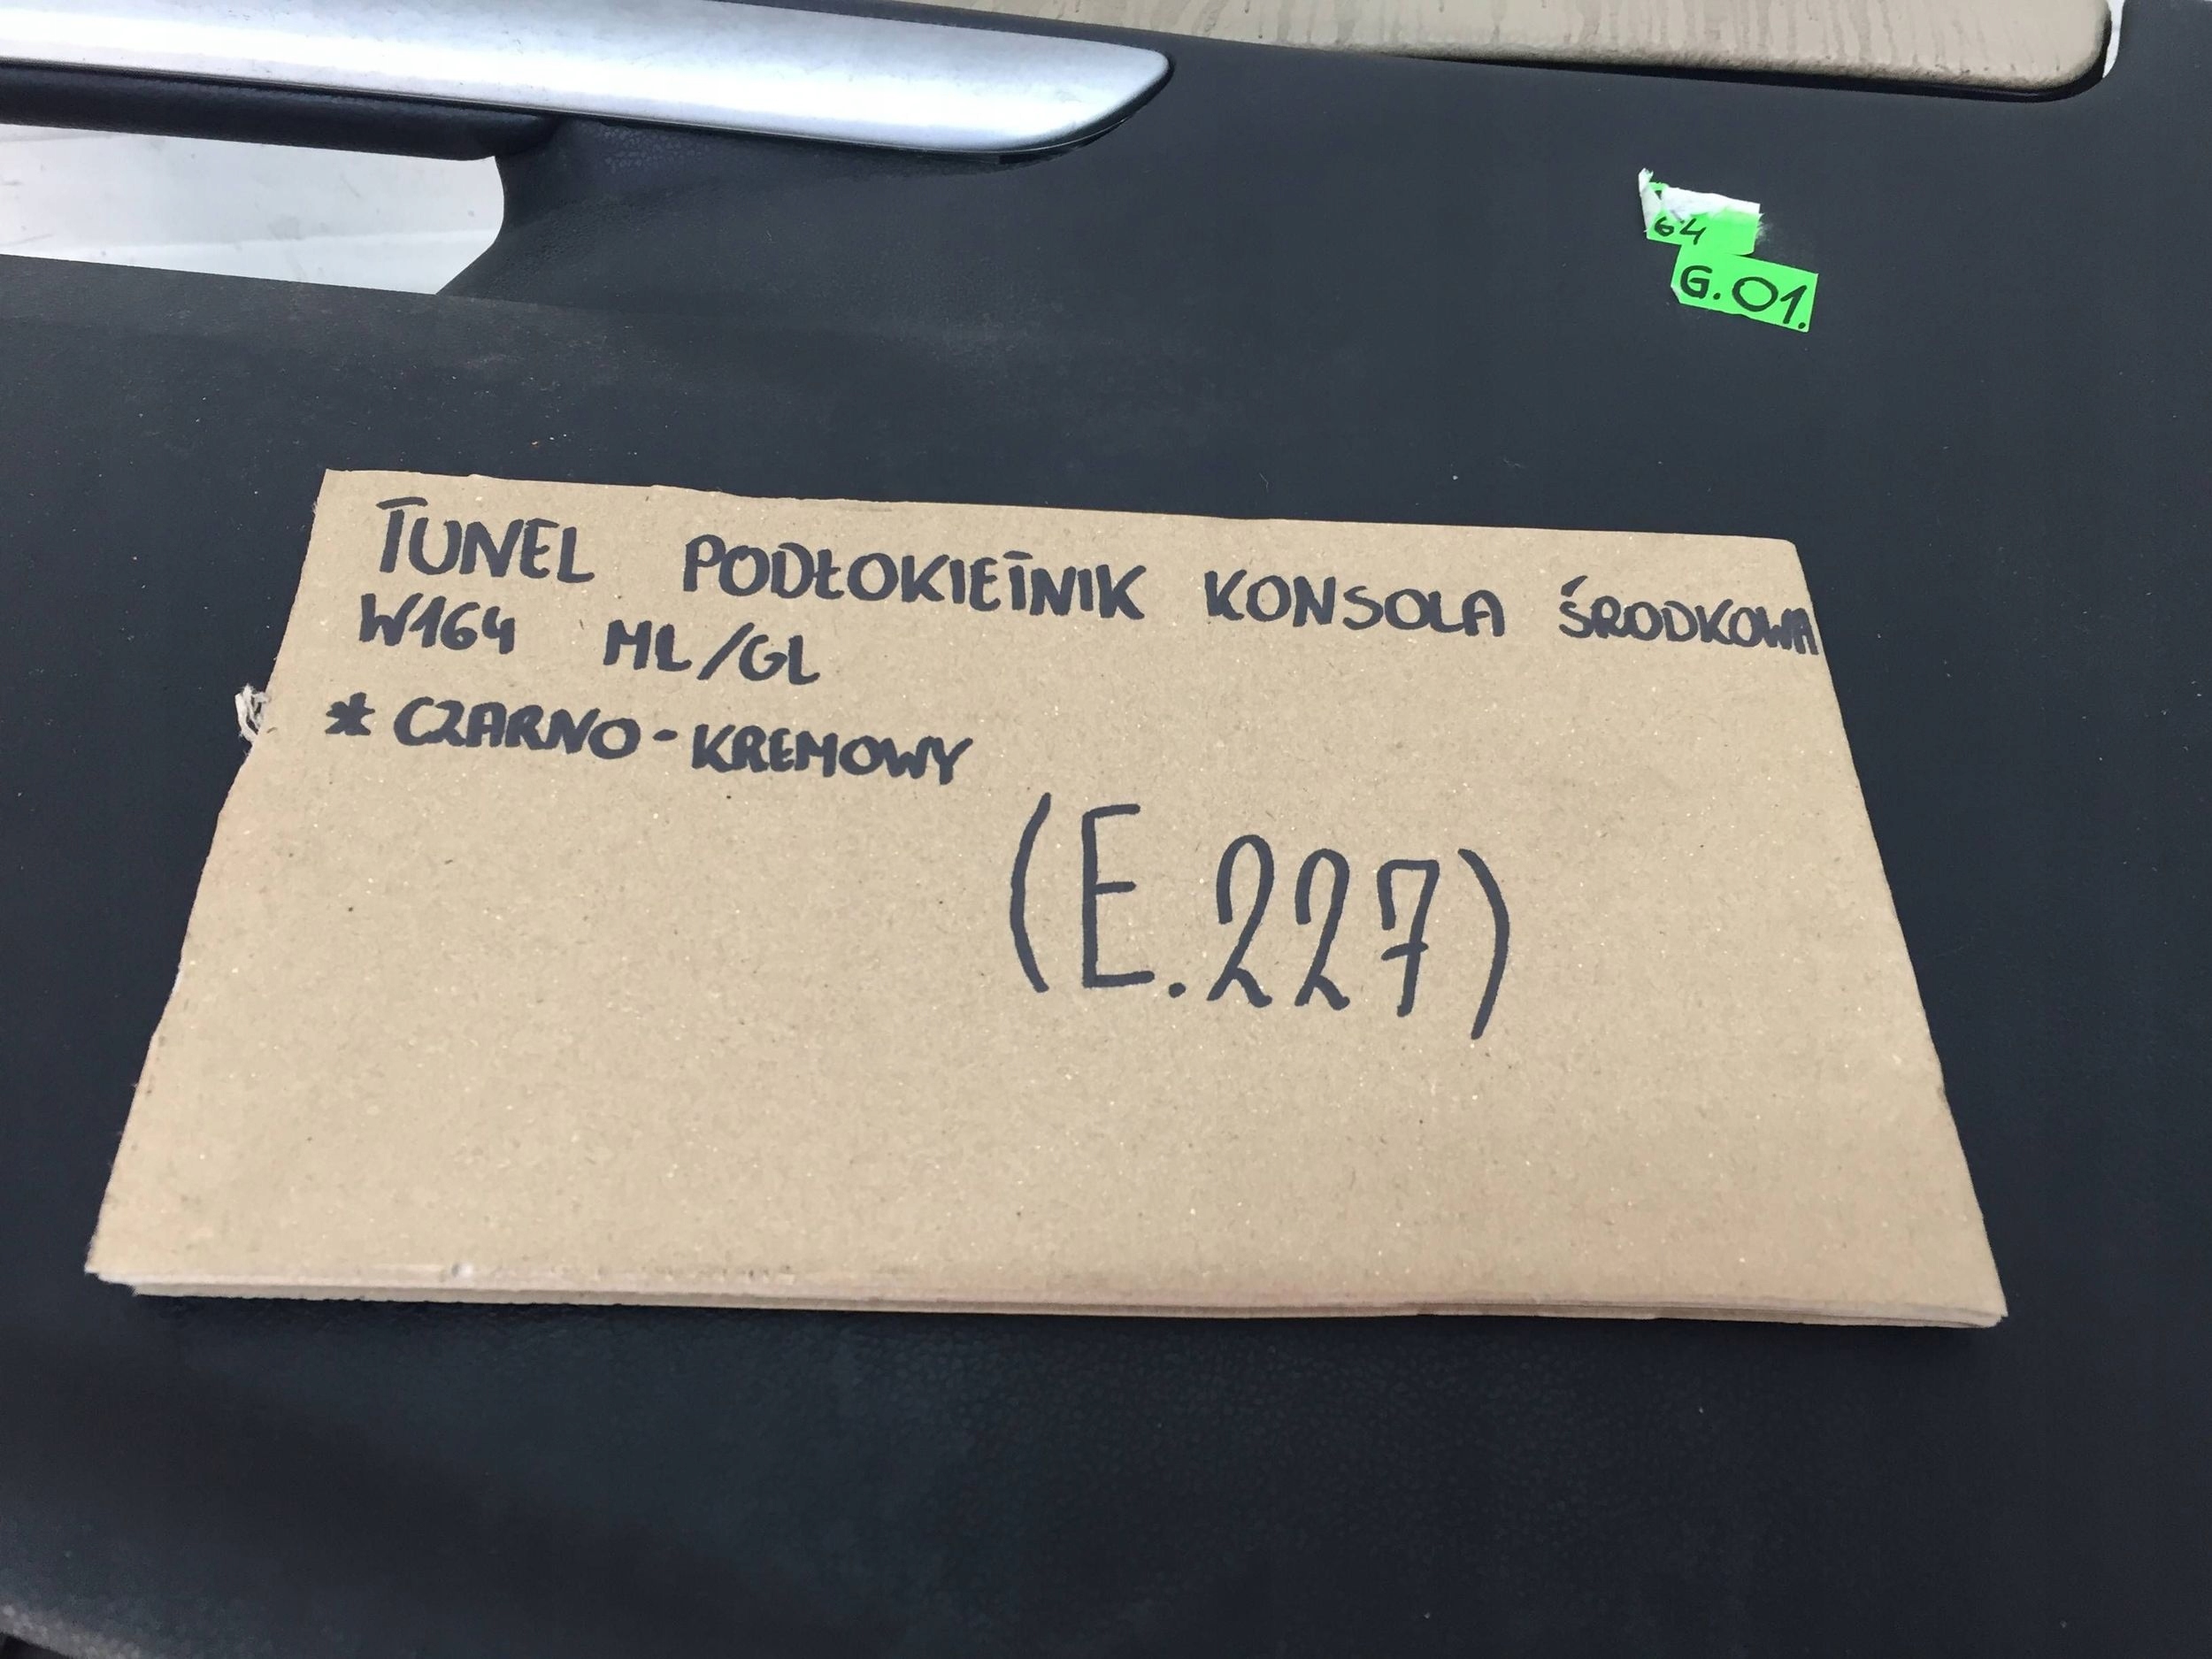 64
G.01.
TUNEL PODŁOKIETNIK KONSOLA ŚRODKOWA
W164 ML/GL
* CZARNO-KREMOWY
(E.227)